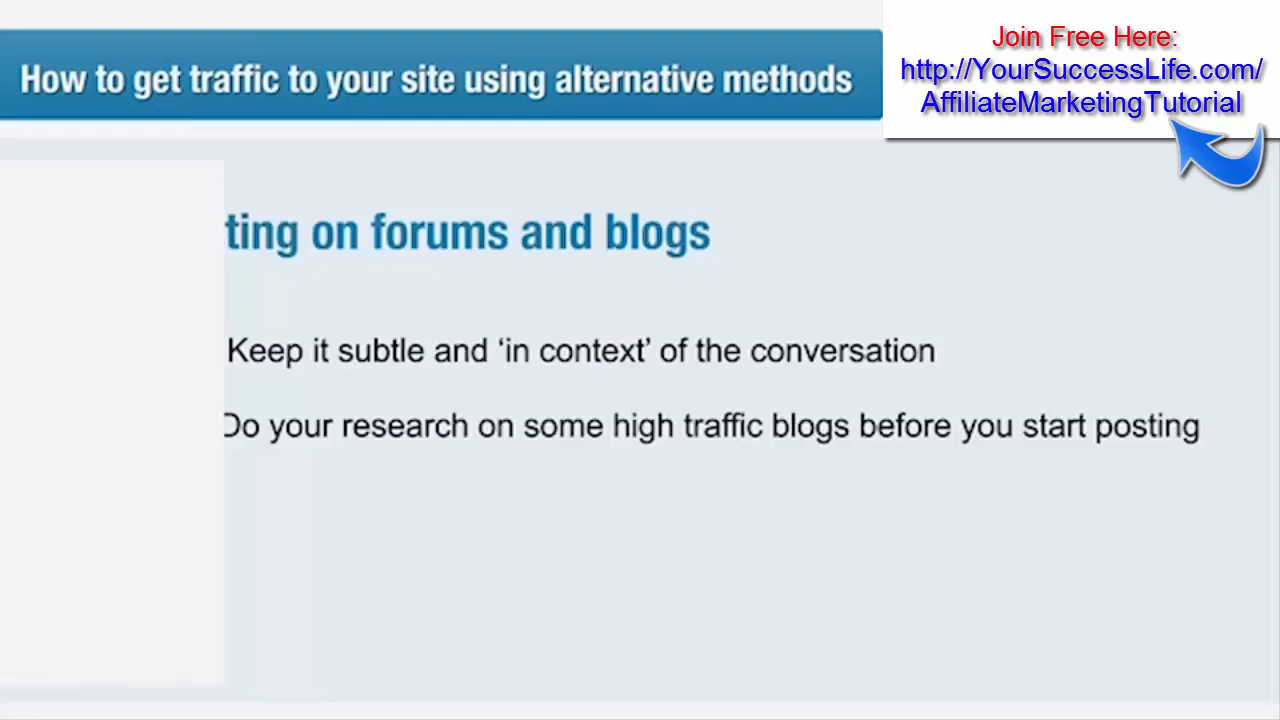 How to get traffic to your site using alternative methods
Join Free Here:
http://YourSuccessLife.com/
AffiliateMarketingTutorial
ting on forums and blogs
Keep it subtle and ‘in context’ of the conversation
Do your research on some high traffic blogs before you start posting